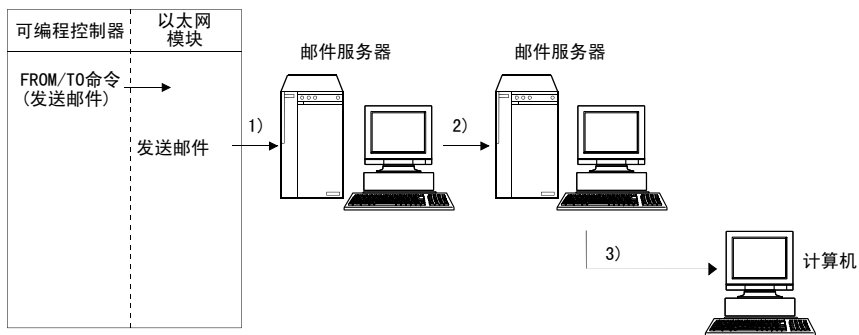 可编程控制器
以太网
模块
FROM/TO命令
(发送邮件)
发送邮件
1)
邮件服务器
2)
邮件服务器
3)
计算机